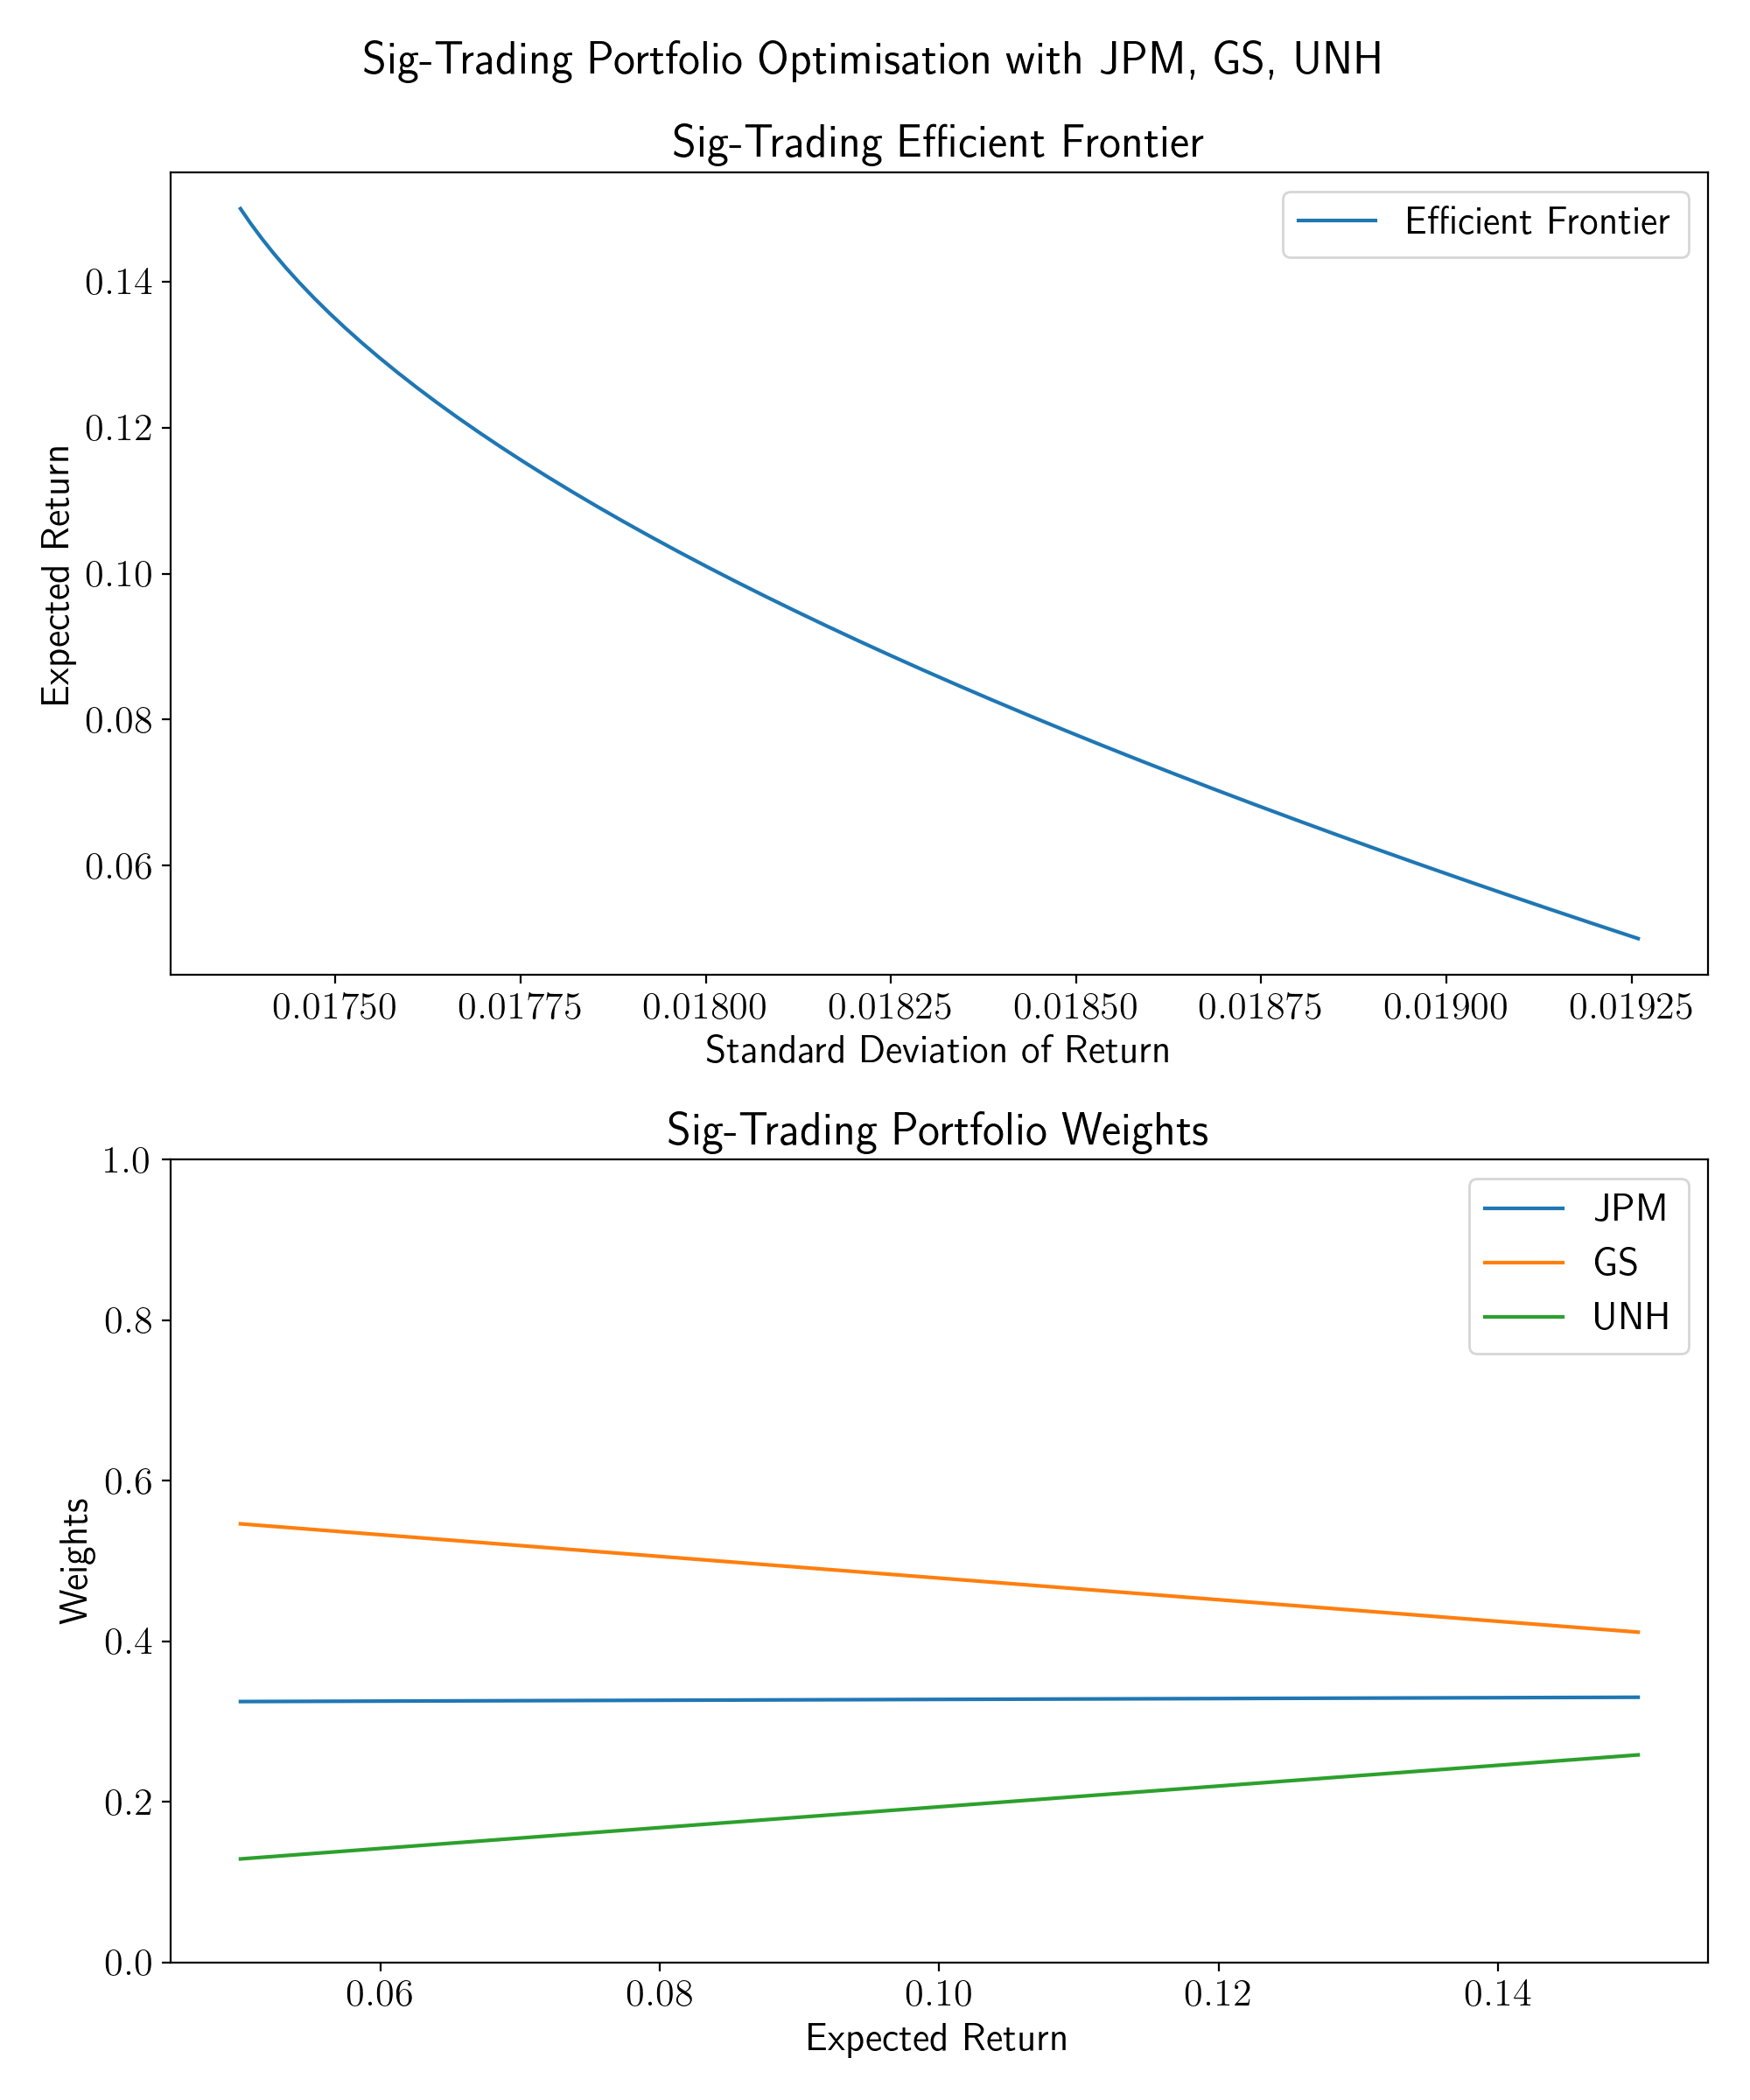 Sig-Trading Portfolio Optimisation with JPM, GS, UNH
Sig-Trading Efficient Frontier
Efficient Frontier
Expected Return
0.14
0.12
0.10
0.08
0.06
0.01750 0.01775 0.01800 0.01825 0.01850 0.01875 0.01900 0.01925
Standard Deviation of Return
Sig-Trading Portfolio Weights
JPM
GS
UNH
Weights
1.0
0.8
0.6
0.4
0.2
0.0
0.06 0.08 0.10 0.12 0.14
Expected Return